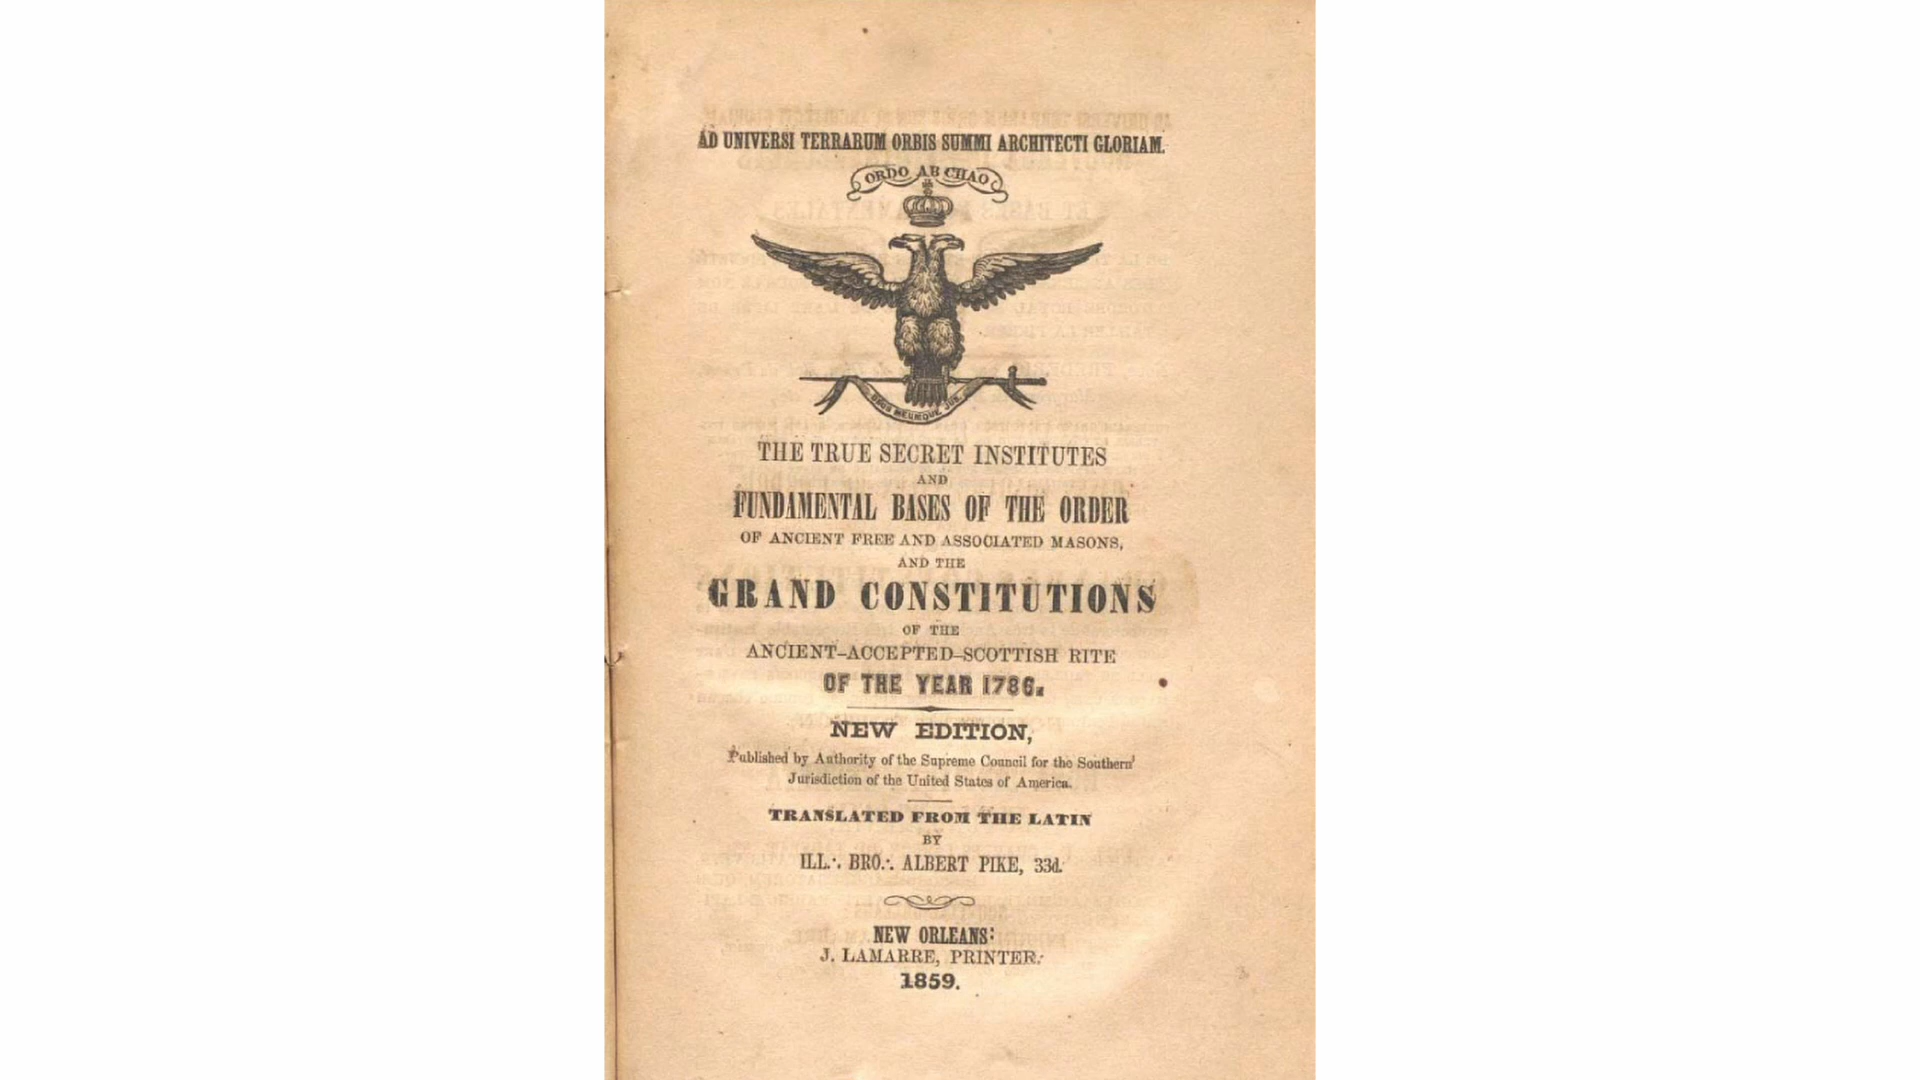 AD UNIVERSI TERRARUM ORBIS SUMMI ARCHITECTI GLORIAM.
ORDO AB CHAO
DEUS MEUMQUE JUS.
THE TRUE SECRET INSTITUTES
AND
FUNDAMENTAL BASES OF THE ORDER
OF ANCIENT FREE AND ASSOCIATED MASONS,
AND THE
GRAND CONSTITUTIONS
OF THE
ANCIENT–ACCEPTED–SCOTTISH RITE
OF THE YEAR 1786.
NEW EDITION,
Published by Authority of the Supreme Council for the Southern
Jurisdiction of the United States of America.
TRANSLATED FROM THE LATIN
BY
ILL.·. BRO.·. ALBERT PIKE, 33d.
NEW ORLEANS:
J. LAMARRE, PRINTER.
1859.